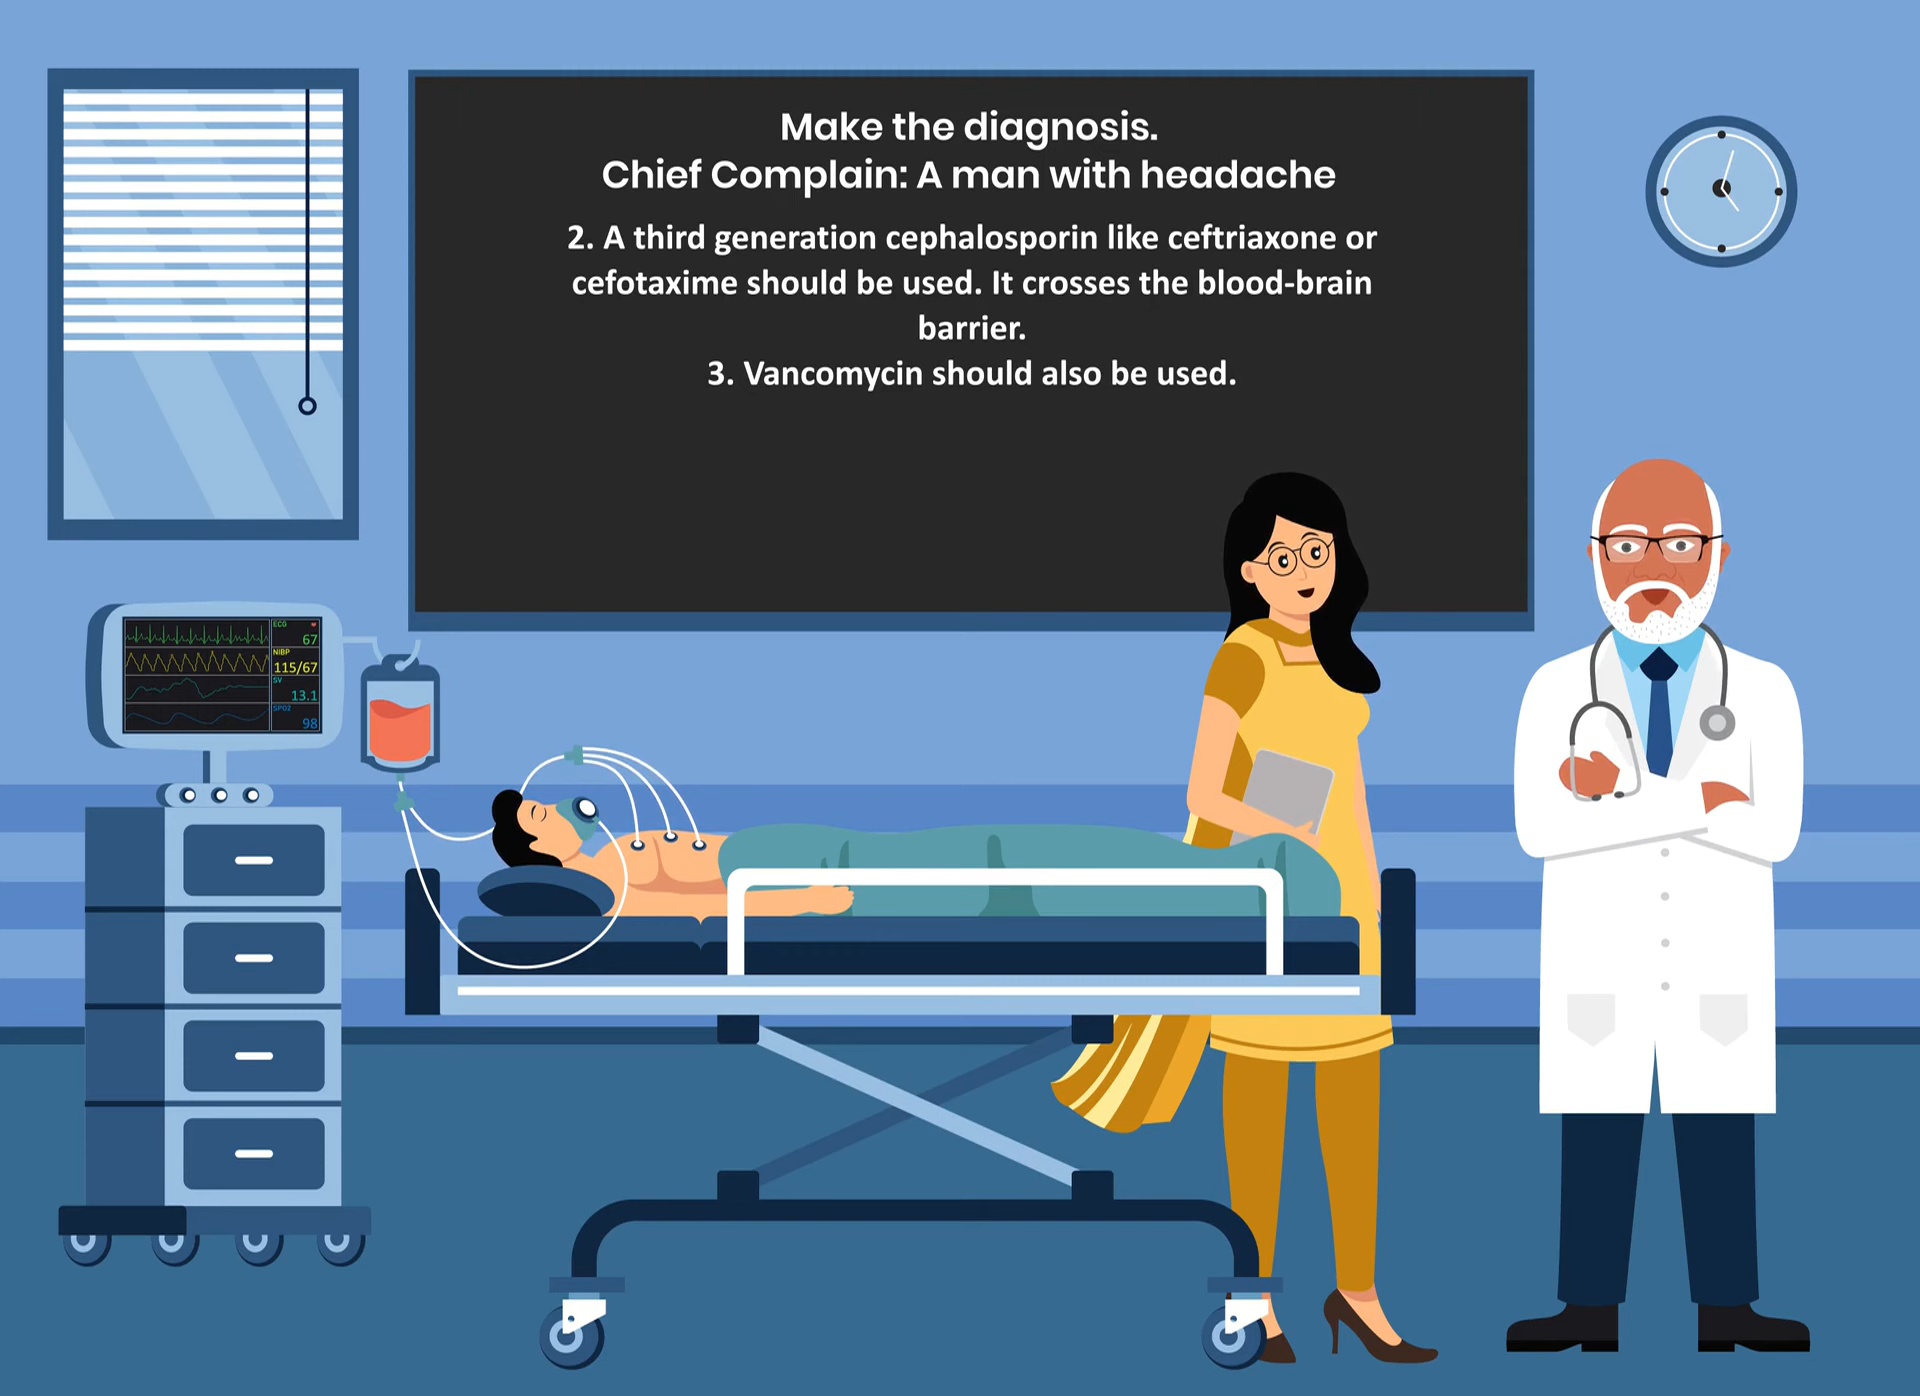 Make the diagnosis.
Chief Complain: A man with headache
2. A third generation cephalosporin like ceftriaxone or
cefotaxime should be used. It crosses the blood-brain
barrier.
3. Vancomycin should also be used.
ECG
67
NIBP
115/67
SV
13.1
SPO2
98